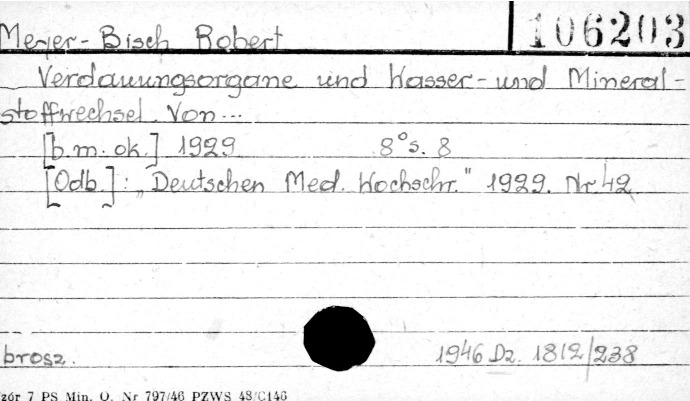 Meyer-Bisch Robert 106203
Verdauungsorgane und Wasser- und Mineral-
stoffwechsel. Von...
[b.m. ok.] 1929 8° s. 8
[Odb.]: „Deutschen Med. Wochschr." 1929. Nr. 42
brosz. 1946 Dz. 1812/238
zór 7 PS Min. O. Nr 797/46 PZWS 48/C146